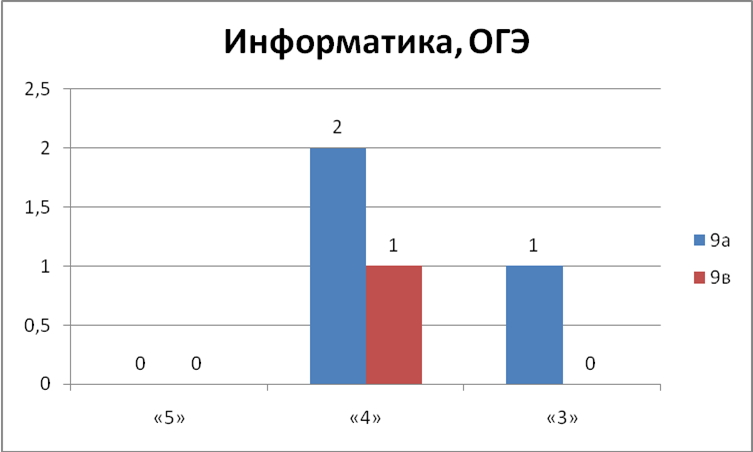 Информатика, ОГЭ
2,5
2
1,5
1
0,5
0
0 0
2
1
1
0
«5» «4» «3»
9а
9в